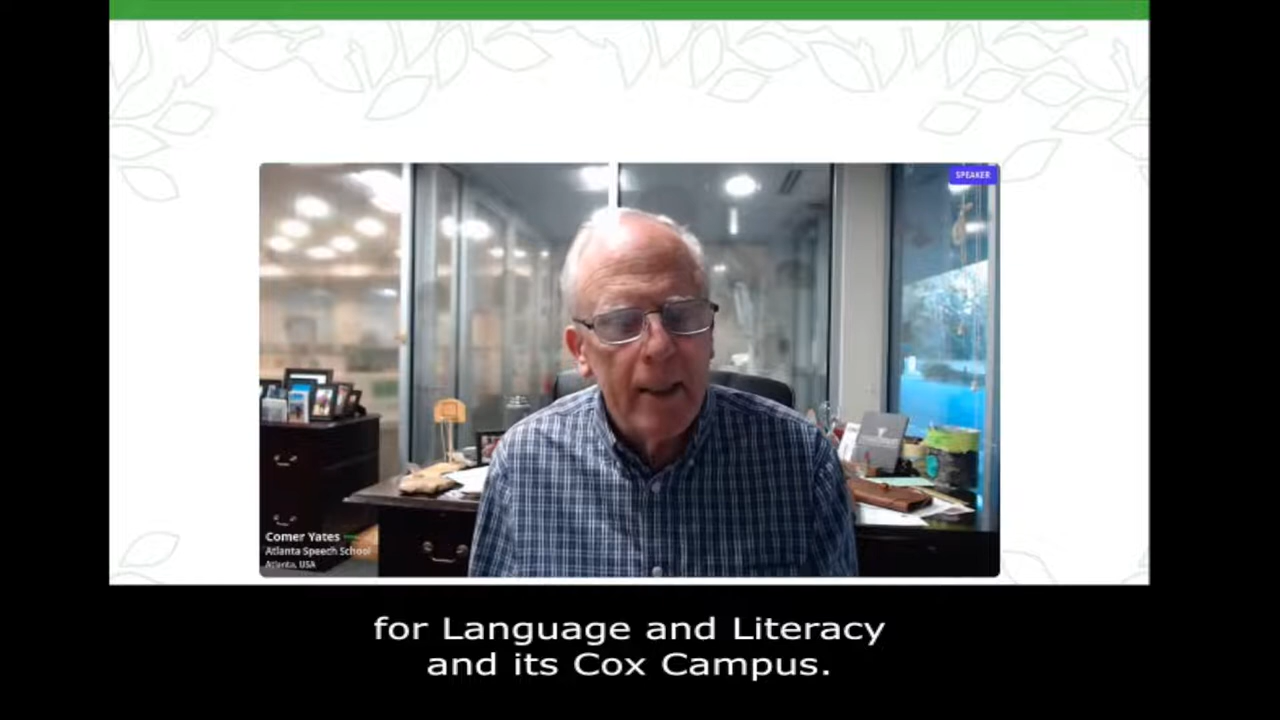 SPEAKER
Comer Yates
Atlanta Speech School
Atlanta, USA
for Language and Literacy
and its Cox Campus.